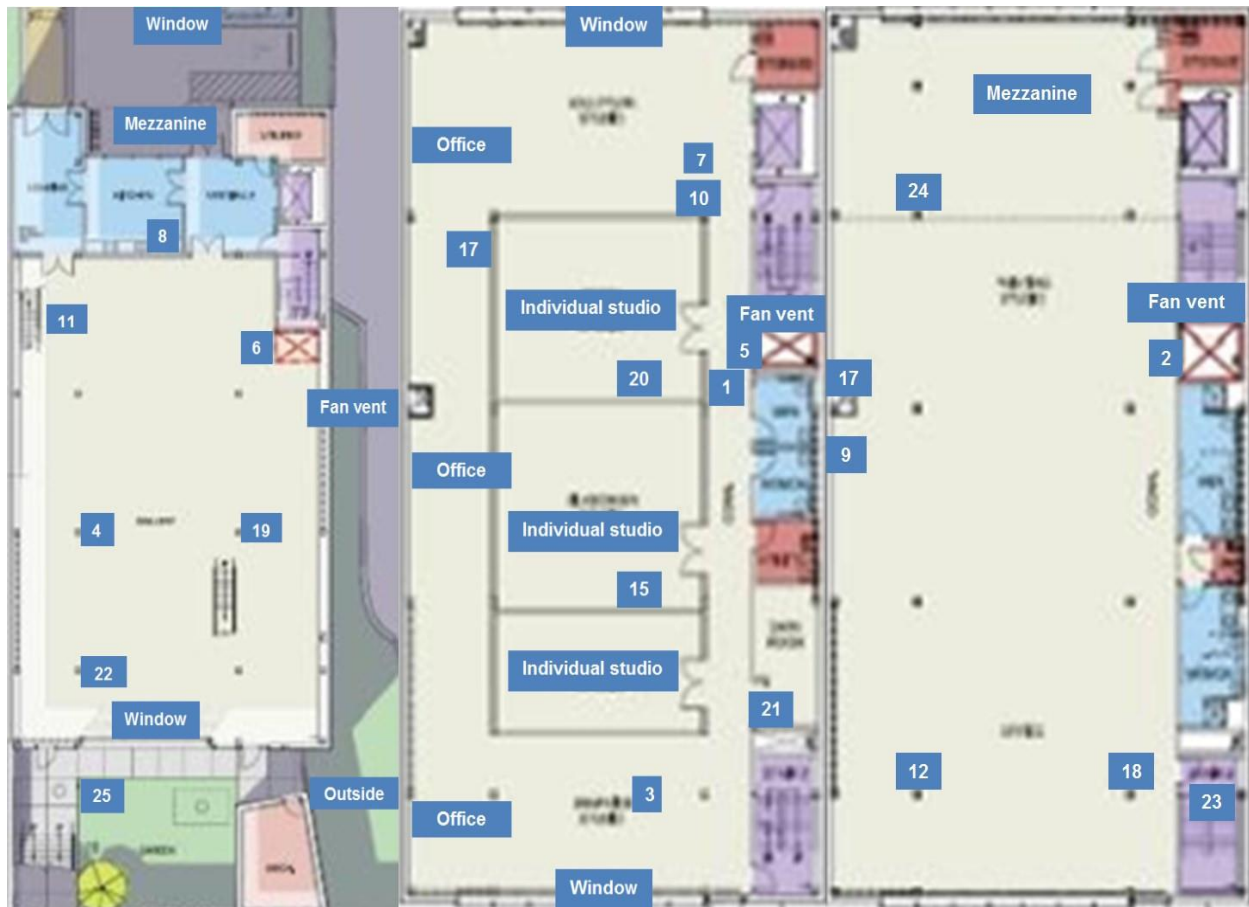 Window
Mezzanine
8
11
6
Fan vent
4
19
22
Window
25
Outside
Window
Office
7
10
17
Individual studio
Fan vent
5
20
1
Office
Individual studio
15
Individual studio
21
3
Office
Window
Mezzanine
24
Fan vent
2
17
9
12
18
23